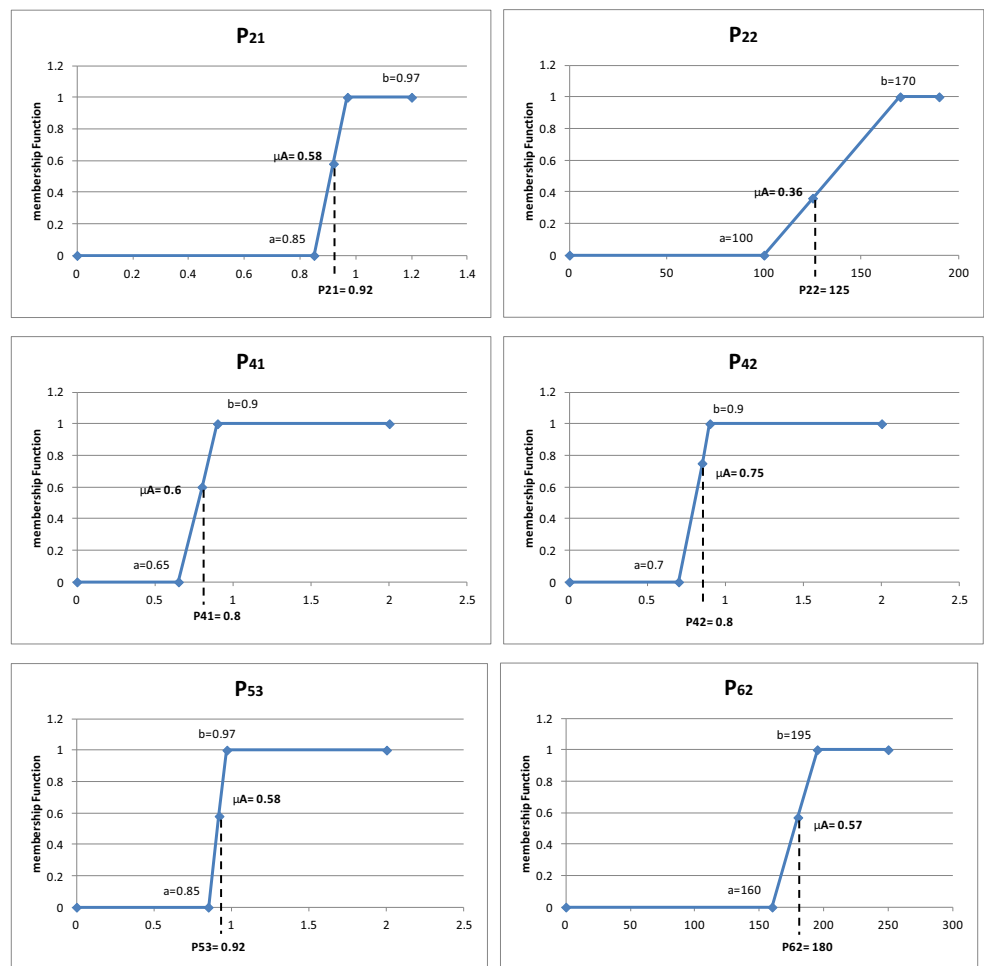 P21
membership Function
1.2
1
0.8
0.6
0.4
0.2
0
b=0.97
µA= 0.58
a=0.85
0 0.2 0.4 0.6 0.8 1 1.2 1.4
P21= 0.92
P22
membership Function
1.2
1
0.8
0.6
0.4
0.2
0
b=170
µA= 0.36
a=100
0 50 100 150 200
P22= 125
P41
membership Function
1.2
1
0.8
0.6
0.4
0.2
0
b=0.9
µA= 0.6
a=0.65
0 0.5 1 1.5 2 2.5
P41= 0.8
P42
membership Function
1.2
1
0.8
0.6
0.4
0.2
0
b=0.9
µA= 0.75
a=0.7
0 0.5 1 1.5 2 2.5
P42= 0.8
P53
membership Function
1.2
1
0.8
0.6
0.4
0.2
0
b=0.97
µA= 0.58
a=0.85
0 0.5 1 1.5 2 2.5
P53= 0.92
P62
membership Function
1.2
1
0.8
0.6
0.4
0.2
0
b=195
µA= 0.57
a=160
0 50 100 150 200 250 300
P62= 180